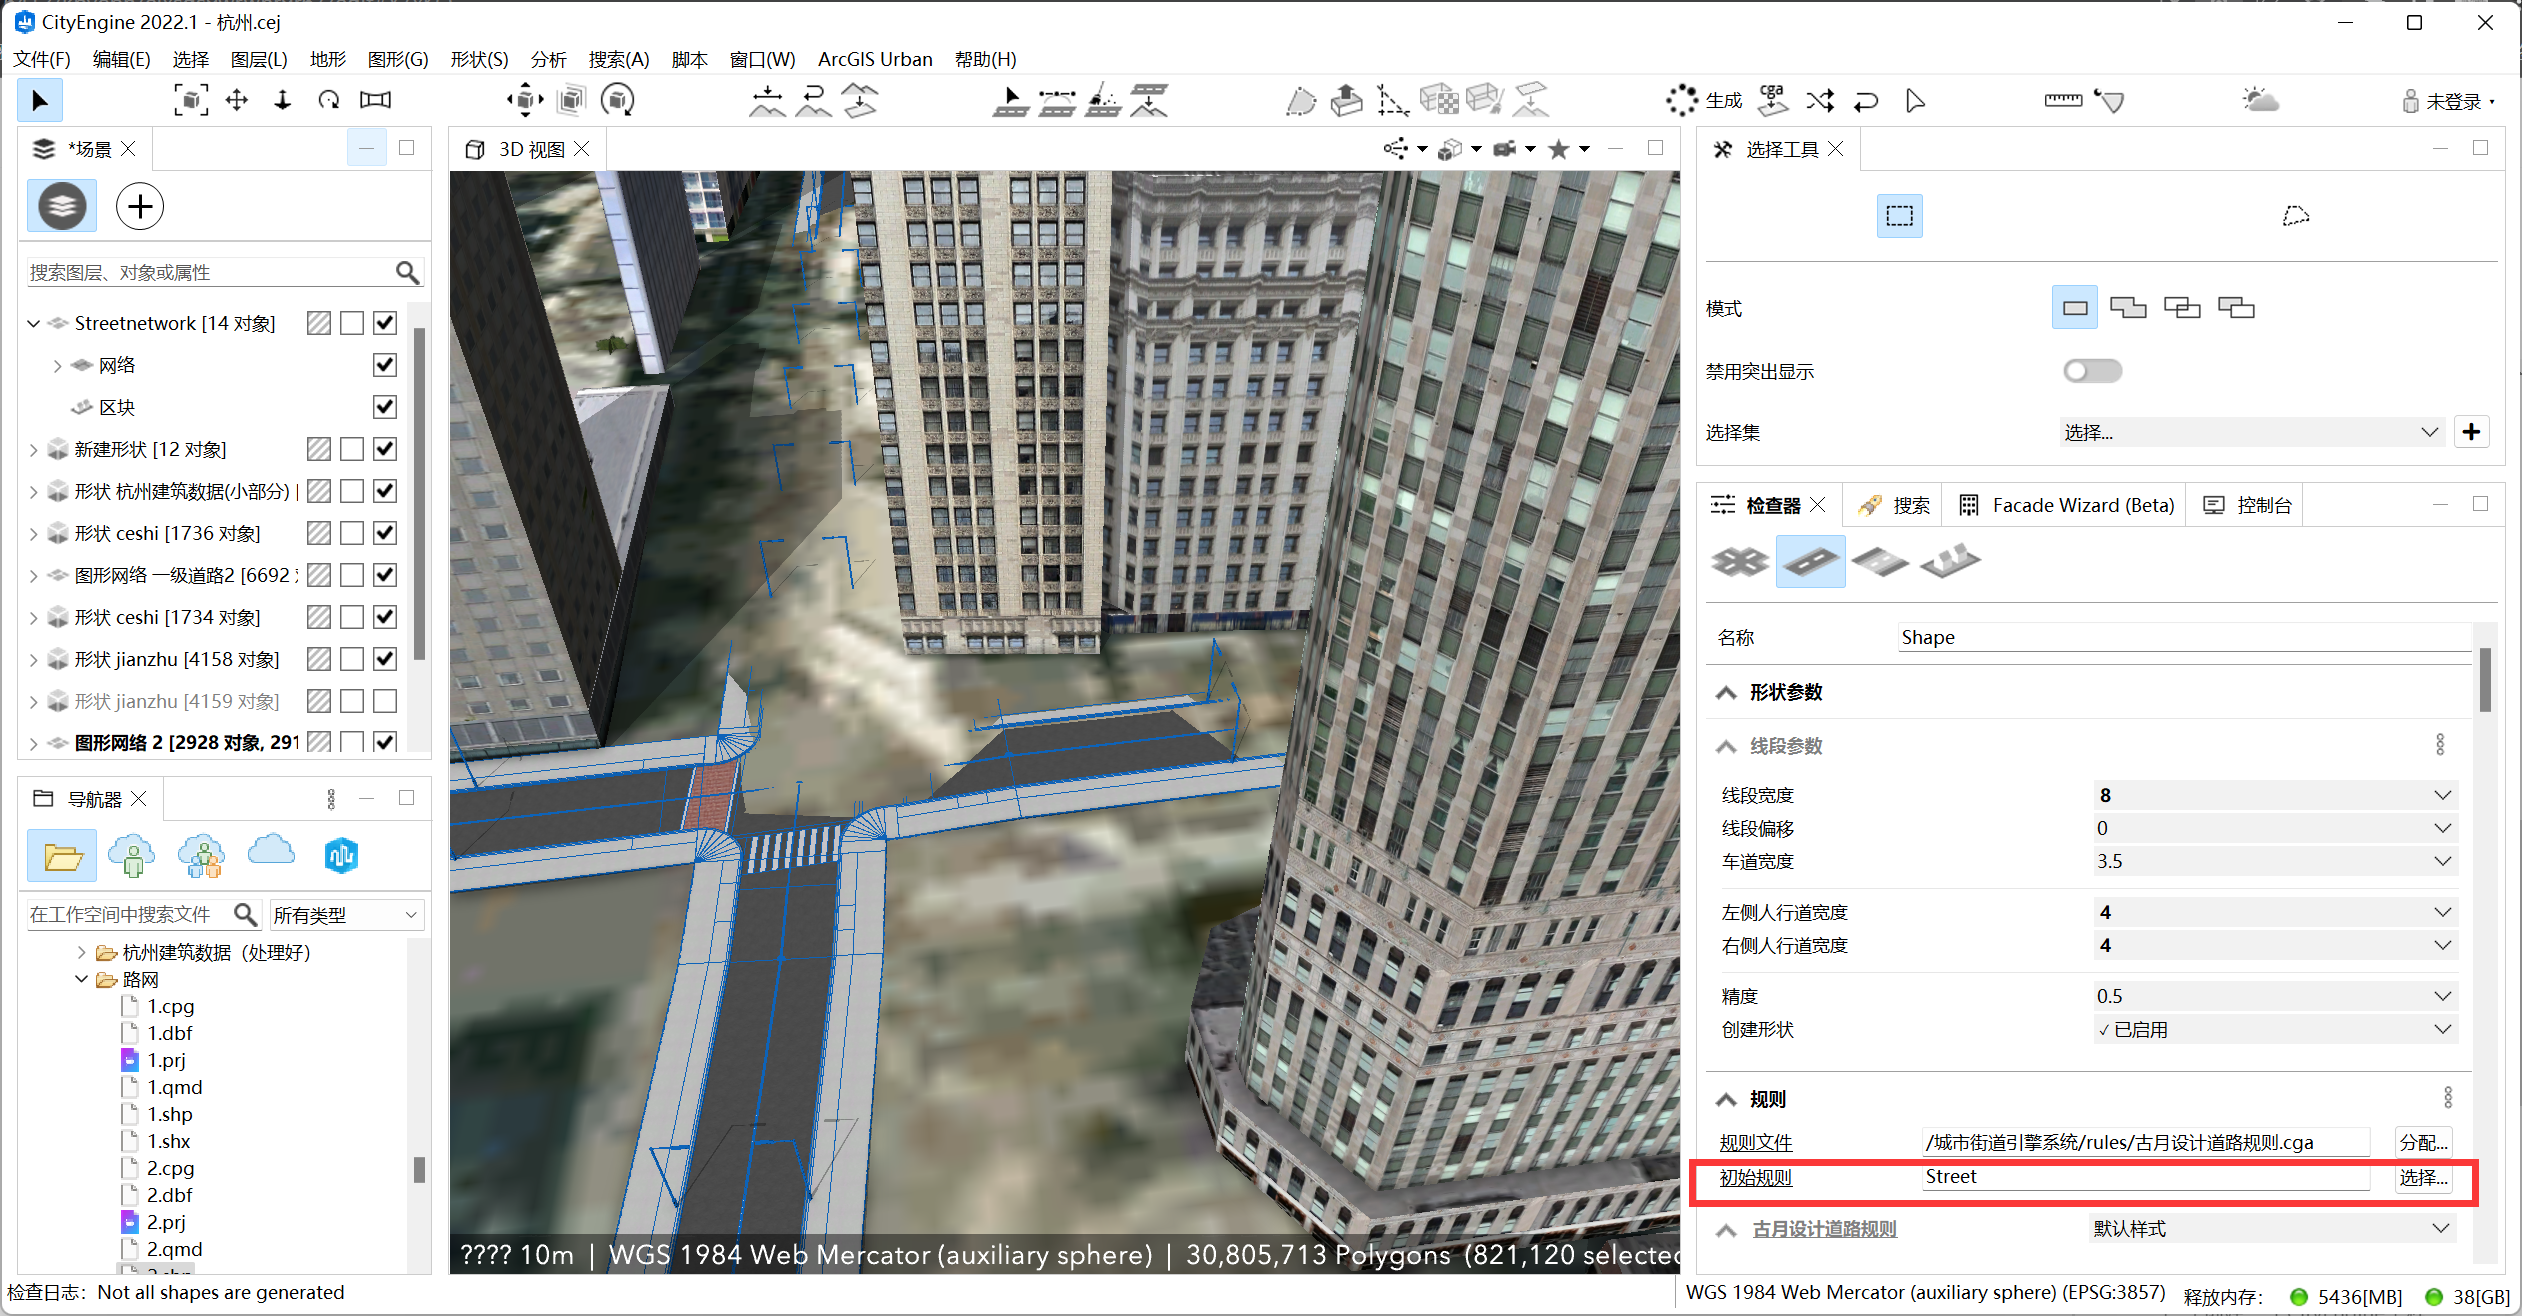 CityEngine 2022.1 - 杭州.cej
文件(F) 编辑(E) 选择 图层(L) 地形 图形(G) 形状(S) 分析 搜索(A) 脚本 窗口(W) ArcGIS Urban 帮助(H)
生成
cga
未登录
*场景
搜索图层、对象或属性
Streetnetwork [14 对象]
网络
区块
新建形状 [12 对象]
形状 杭州建筑数据(小部分)
形状 ceshi [1736 对象]
图形网络 一级道路2 [6692
形状 ceshi [1734 对象]
形状 jianzhu [4158 对象]
形状 jianzhu [4159 对象]
图形网络 2 [2928 对象, 291
导航器
在工作空间中搜索文件
所有类型
杭州建筑数据（处理好）
路网
1.cpg
1.dbf
1.prj
1.qmd
1.shp
1.shx
2.cpg
2.dbf
2.prj
2.qmd
3D 视图
???? 10m | WGS 1984 Web Mercator (auxiliary sphere) | 30,805,713 Polygons (821,120 selected
选择工具
模式
禁用突出显示
选择集 选择...
检查器 搜索 Facade Wizard (Beta) 控制台
名称 Shape
形状参数
线段参数
线段宽度 8
线段偏移 0
车道宽度 3.5
左侧人行道宽度 4
右侧人行道宽度 4
精度 0.5
创建形状 ✓已启用
规则
规则文件 /城市街道引擎系统/rules/古月设计道路规则.cga 分配...
初始规则 Street 选择...
古月设计道路规则 默认样式
检查日志： Not all shapes are generated
WGS 1984 Web Mercator (auxiliary sphere) (EPSG:3857) 释放内存： 5436[MB] 38[GB]